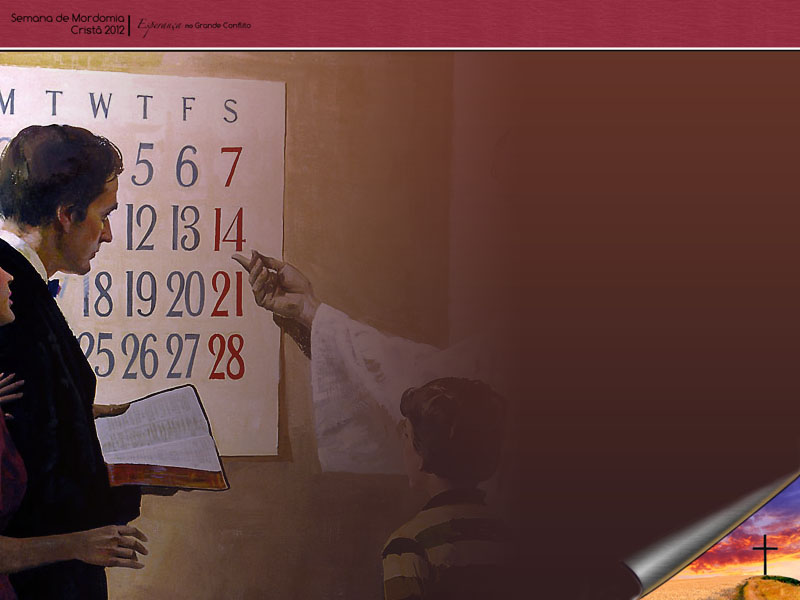 Semana de Mordomia
Cristã 2012
Esperança no Grande Conflito
M T W T F S
5 6 7
12 13 14
18 19 20 21
25 26 27 28